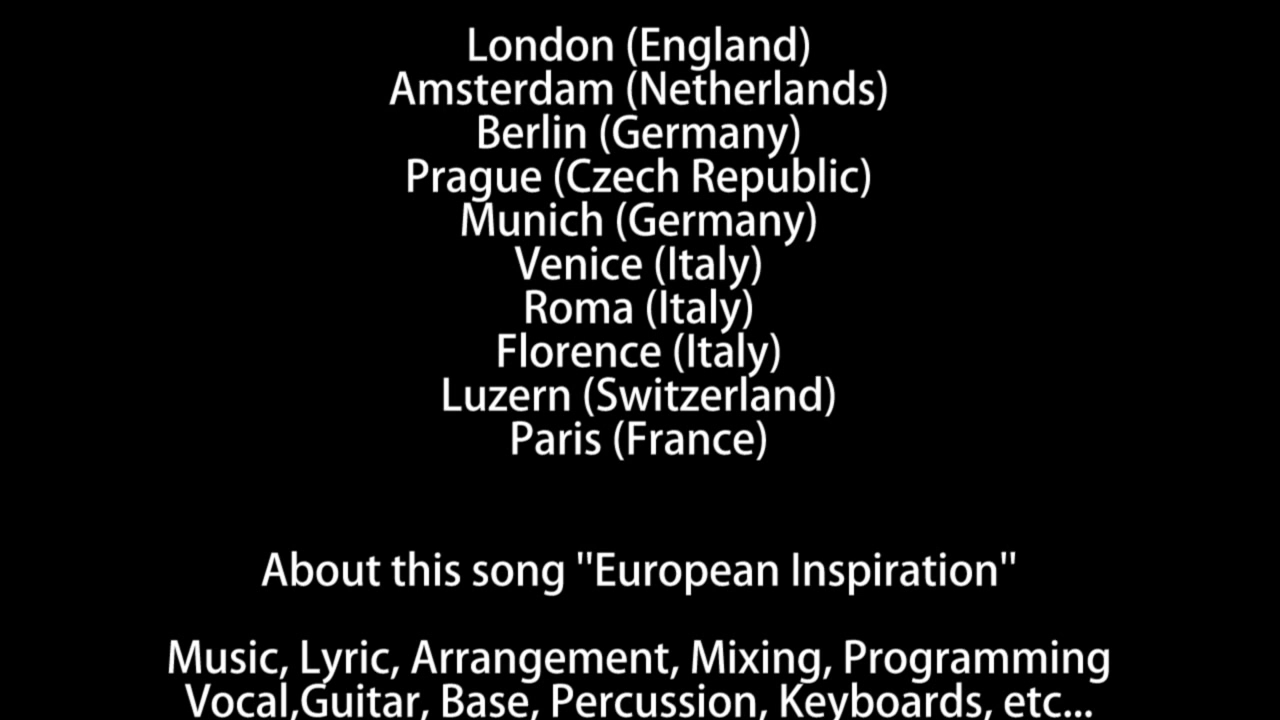 London (England)
Amsterdam (Netherlands)
Berlin (Germany)
Prague (Czech Republic)
Munich (Germany)
Venice (Italy)
Roma (Italy)
Florence (Italy)
Luzern (Switzerland)
Paris (France)
About this song "European Inspiration"
Music, Lyric, Arrangement, Mixing, Programming
Vocal,Guitar, Base, Percussion, Keyboards, etc...